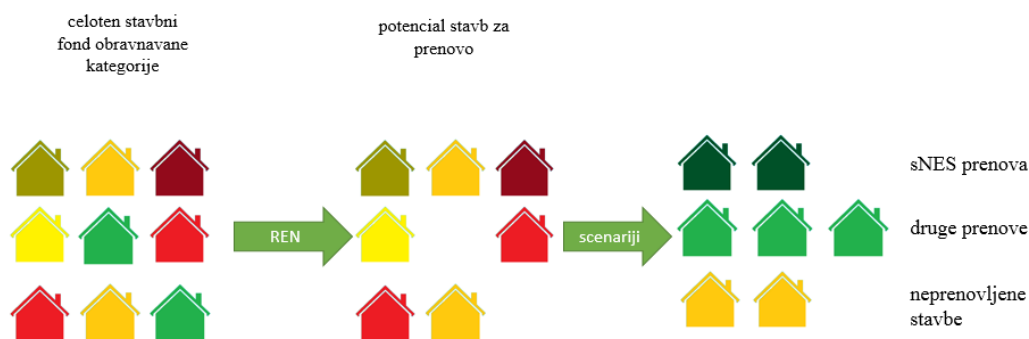 celoten stavbni
fond obravnavane
kategorije
potencial stavb za
prenovo
REN
scenariji
sNES prenova
druge prenove
neprenovljene
stavbe